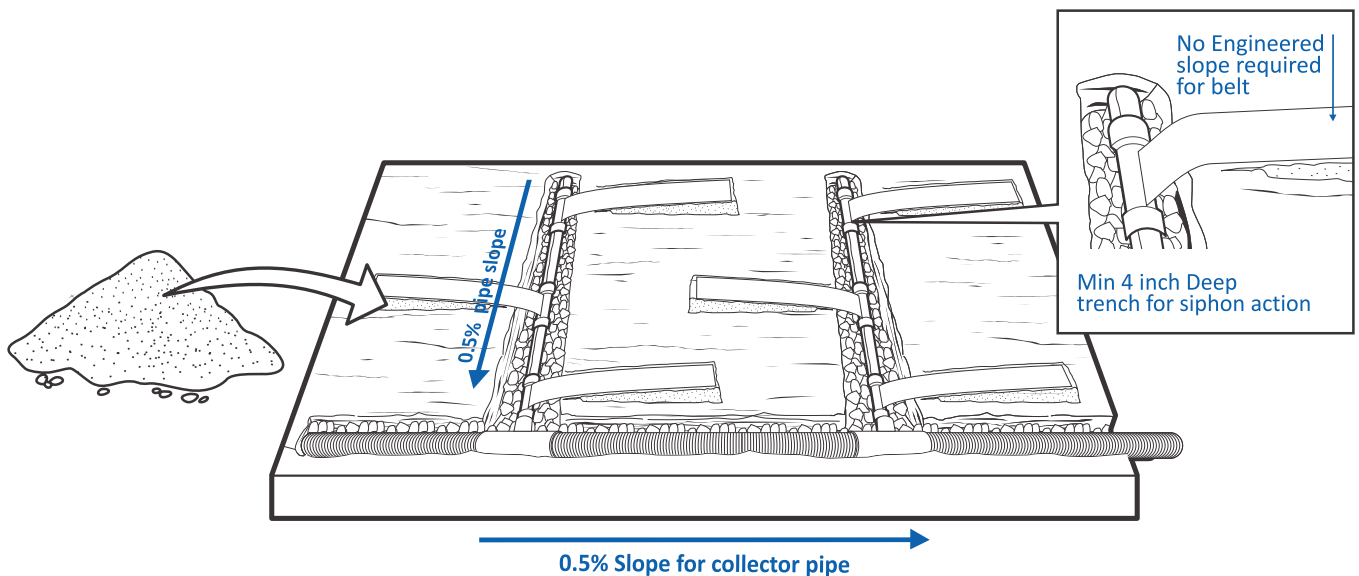 No Engineered
slope required
for belt
0.5% pipe slope
Min 4 inch Deep
trench for siphon action
0.5% Slope for collector pipe